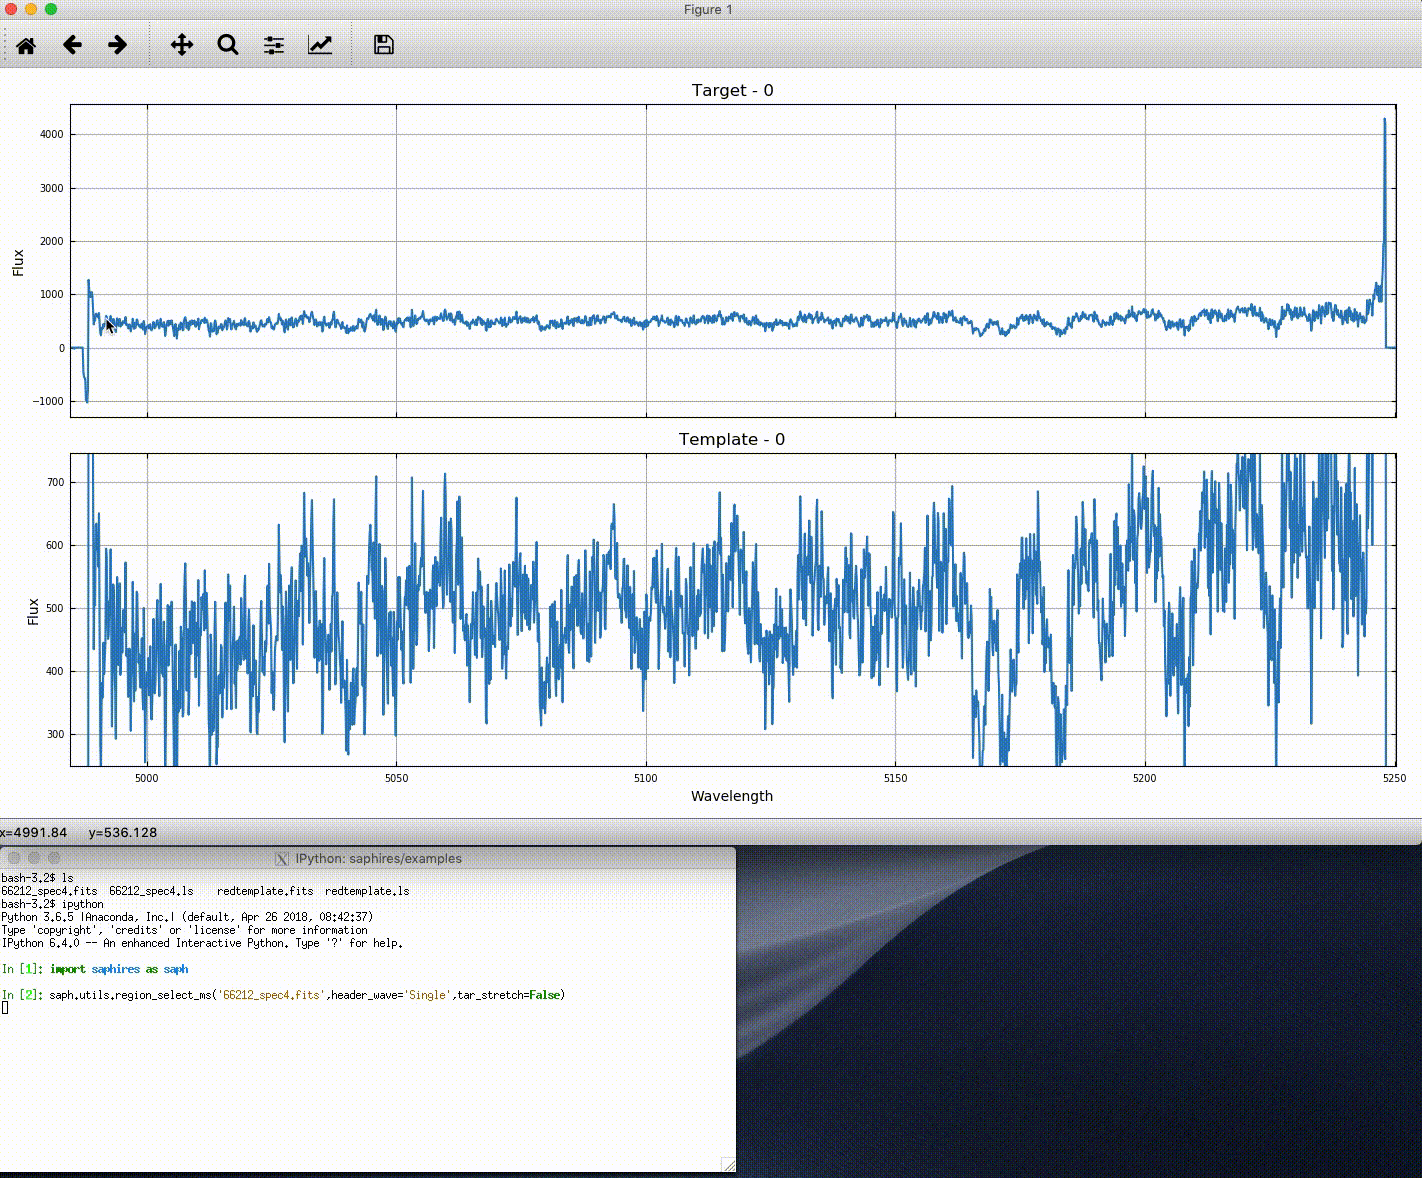 Figure 1
Target - 0
4000
3000
2000
1000
0
−1000
Flux
Template - 0
700
600
500
400
300
Flux
5000 5050 5100 5150 5200 5250
Wavelength
x=4991.84 y=536.128
IPython: saphires/examples
bash-3.2$ ls
66212_spec4.fits 66212_spec4.ls redtemplate.fits redtemplate.ls
bash-3.2$ ipython
Python 3.6.5 |Anaconda, Inc.| (default, Apr 26 2018, 08:42:37)
Type 'copyright', 'credits' or 'license' for more information
IPython 6.4.0 -- An enhanced Interactive Python. Type '?' for help.
In [1]: import saphires as saph
In [2]: saph.utils.region_select_ms('66212_spec4.fits',header_wave='Single',tar_stretch=False)